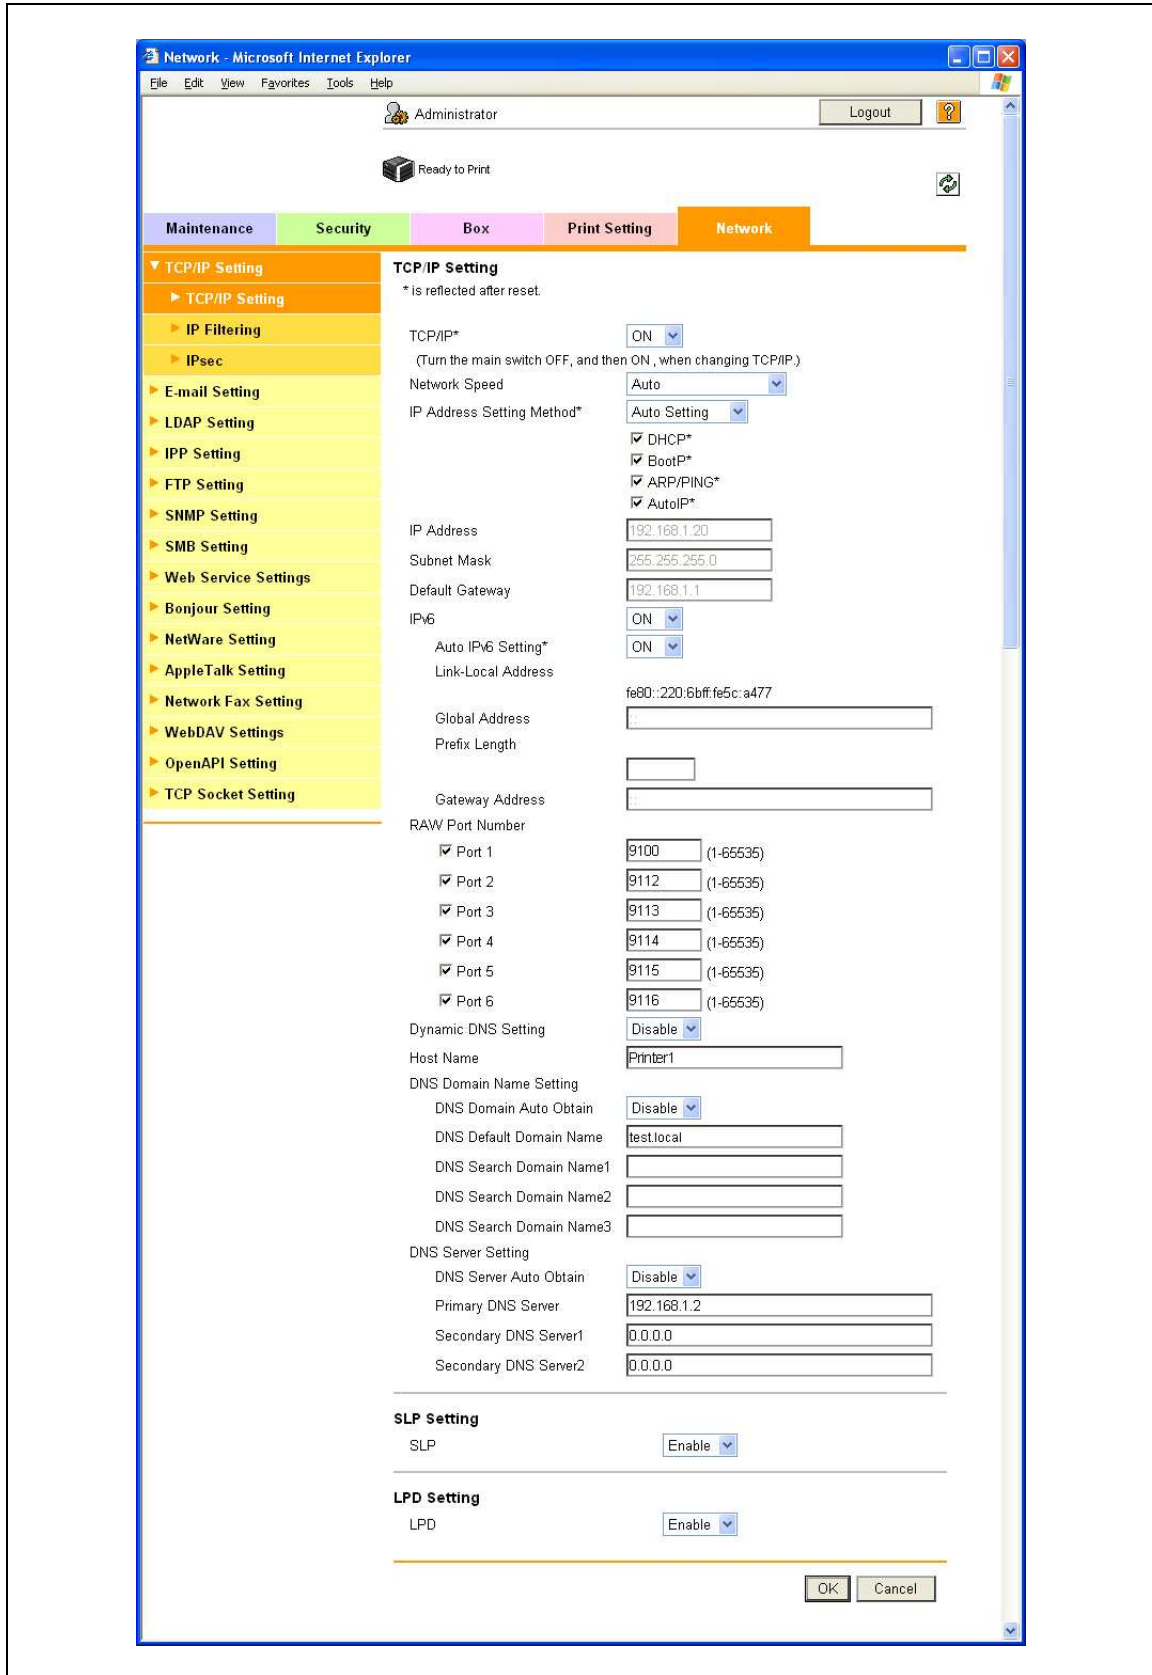 Network - Microsoft Internet Explorer
File Edit View Favorites Tools Help
Administrator Logout ?
Ready to Print
Maintenance Security Box Print Setting Network
TCP/IP Setting
TCP/IP Setting
IP Filtering
IPsec
E-mail Setting
LDAP Setting
IPP Setting
FTP Setting
SNMP Setting
SMB Setting
Web Service Settings
Bonjour Setting
NetWare Setting
AppleTalk Setting
Network Fax Setting
WebDAV Settings
OpenAPI Setting
TCP Socket Setting
TCP/IP Setting
* is reflected after reset.
TCP/IP* ON
(Turn the main switch OFF, and then ON , when changing TCP/IP.)
Network Speed Auto
IP Address Setting Method* Auto Setting
DHCP*
BootP*
ARP/PING*
AutoIP*
IP Address 192.168.1.20
Subnet Mask 255.255.255.0
Default Gateway 192.168.1.1
IPv6 ON
Auto IPv6 Setting* ON
Link-Local Address
fe80::220:6bff:fe5c:a477
Global Address ::
Prefix Length
Gateway Address ::
RAW Port Number
Port 1 9100 (1-65535)
Port 2 9112 (1-65535)
Port 3 9113 (1-65535)
Port 4 9114 (1-65535)
Port 5 9115 (1-65535)
Port 6 9116 (1-65535)
Dynamic DNS Setting Disable
Host Name Printer1
DNS Domain Name Setting
DNS Domain Auto Obtain Disable
DNS Default Domain Name test.local
DNS Search Domain Name1
DNS Search Domain Name2
DNS Search Domain Name3
DNS Server Setting
DNS Server Auto Obtain Disable
Primary DNS Server 192.168.1.2
Secondary DNS Server1 0.0.0.0
Secondary DNS Server2 0.0.0.0
SLP Setting
SLP Enable
LPD Setting
LPD Enable
OK Cancel